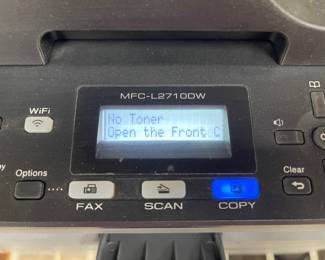 MFC-L2710DW
WiFi
No Toner
Open the Front C
Options
Clear
FAX
SCAN
COPY